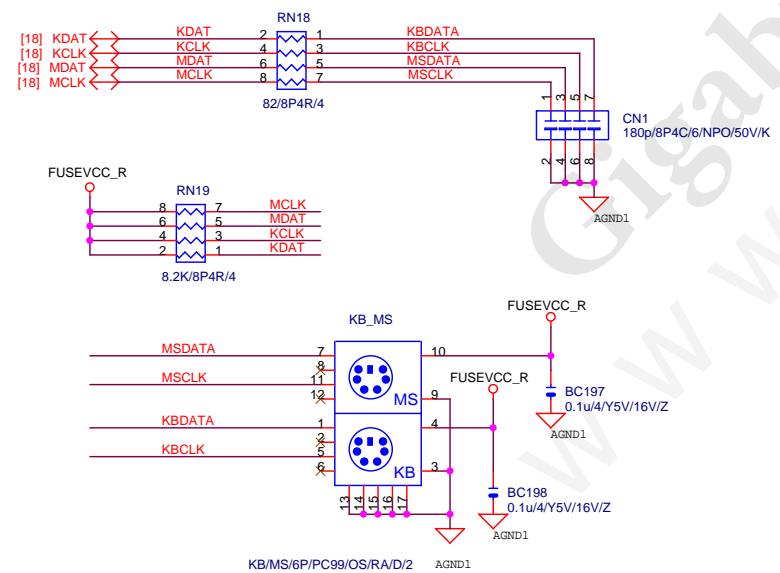 RN18
[18] KDAT KDAT 2 1 KBDATA
[18] KCLK KCLK 4 3 KBCLK
[18] MDAT MDAT 6 5 MSDATA
[18] MCLK MCLK 8 7 MSCLK
82/8P4R/4
1 3 5 7
CN1
180p/8P4C/6/NPO/50V/K
2 4 6 8
AGND1
FUSEVCC_R
RN19
8 7 MCLK
6 5 MDAT
4 3 KCLK
2 1 KDAT
8.2K/8P4R/4
FUSEVCC_R
KB_MS
MSDATA 7 10
8
FUSEVCC_R
MSCLK 11
12 MS 9
BC197
0.1u/4/Y5V/16V/Z
AGND1
KBDATA 1 4
2
KBCLK 5
6 KB 3
13 14 15 16 17
BC198
0.1u/4/Y5V/16V/Z
AGND1
KB/MS/6P/PC99/OS/RA/D/2 AGND1
Gigab
w w w